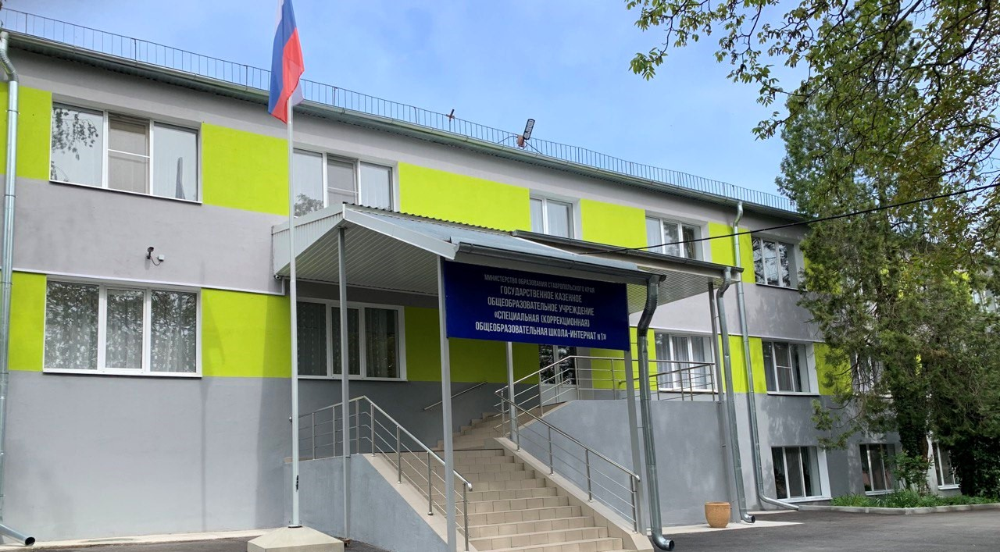 МИНИСТЕРСТВО ОБРАЗОВАНИЯ СТАВРОПОЛЬСКОГО КРАЯ
ГОСУДАРСТВЕННОЕ КАЗЕННОЕ
ОБЩЕОБРАЗОВАТЕЛЬНОЕ УЧРЕЖДЕНИЕ
«СПЕЦИАЛЬНАЯ (КОРРЕКЦИОННАЯ)
ОБЩЕОБРАЗОВАТЕЛЬНАЯ ШКОЛА-ИНТЕРНАТ №1»